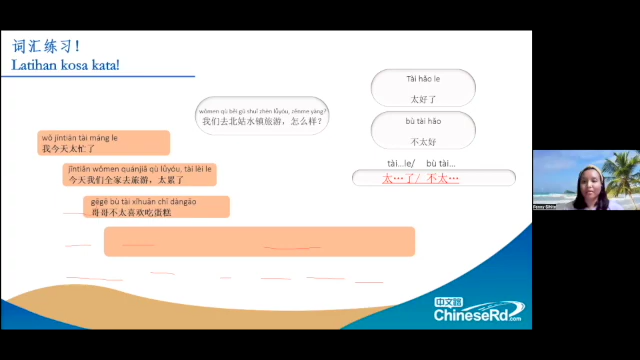 词汇练习！
Latihan kosa kata!
Tài hǎo le
太好了
wǒmen qù běi gū shuǐ zhèn lǚyóu, zěnme yàng?
我们去北姑水镇旅游，怎么样？
bù tài hǎo
不太好
wǒ jīntiān tài máng le
我今天太忙了
tài...le/ bù tài...
太…了/ 不太…
jīntiān wǒmen quánjiā qù lǚyóu, tài lèi le
今天我们全家去旅游，太累了
gēgē bù tài xǐhuān chī dàngāo
哥哥不太喜欢吃蛋糕
中文路
ChineseRd.com